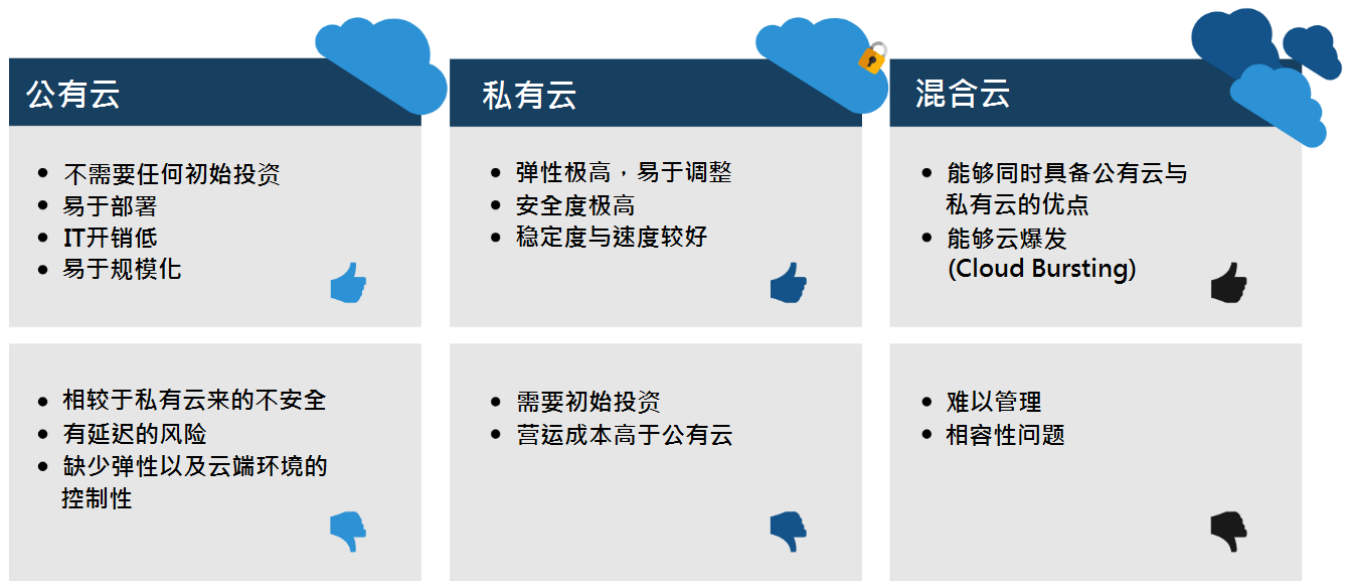 公有云
不需要任何初始投资
易于部署
IT开销低
易于规模化
相较于私有云来的不安全
有延迟的风险
缺少弹性以及云端环境的
控制性
私有云
弹性极高，易于调整
安全度极高
稳定度与速度较好
需要初始投资
营运成本高于公有云
混合云
能够同时具备公有云与
私有云的优点
能够云爆发
(Cloud Bursting)
难以管理
相容性问题